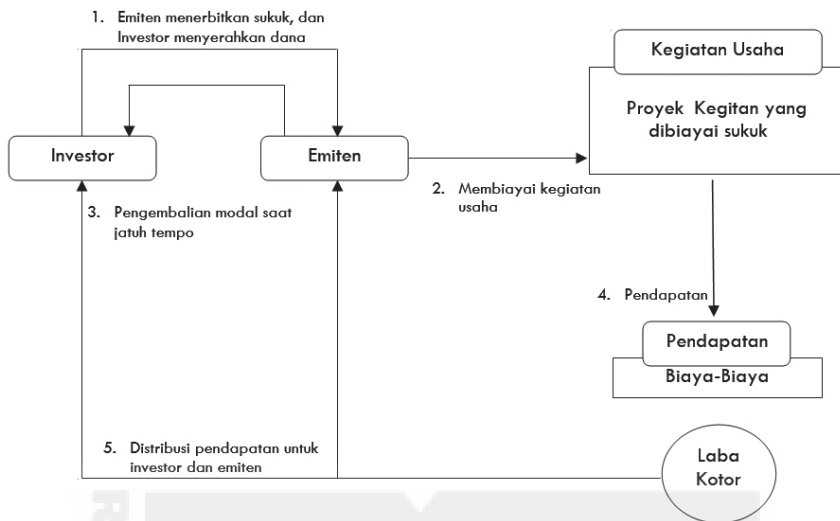 1. Emiten menerbitkan sukuk, dan
Investor menyerahkan dana
Kegiatan Usaha
Proyek Kegitan yang
dibiayai sukuk
Investor
Emiten
2. Membiayai kegiatan
usaha
3. Pengembalian modal saat
jatuh tempo
4. Pendapatan
Pendapatan
Biaya-Biaya
5. Distribusi pendapatan untuk
investor dan emiten
Laba
Kotor